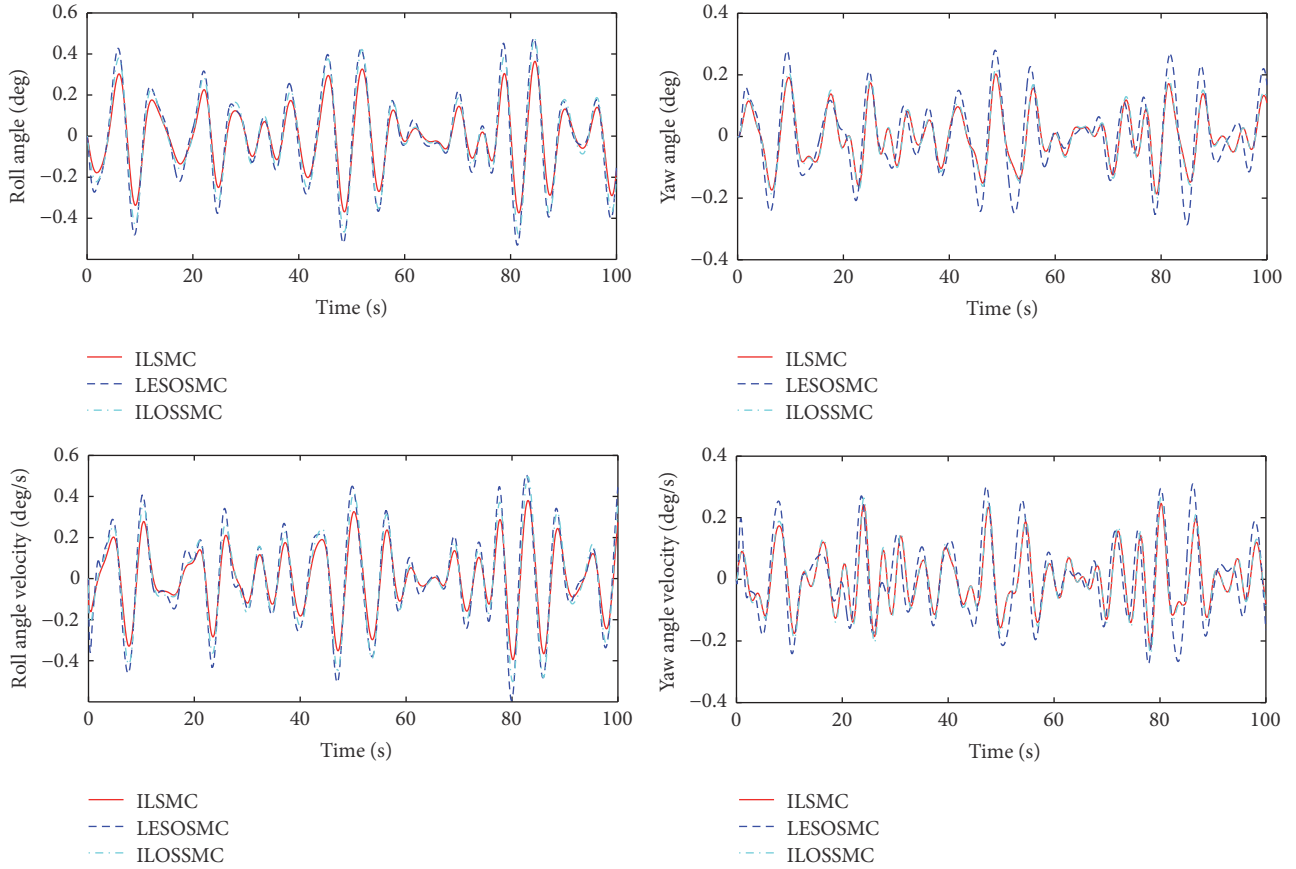 0.6
0.4
0.2
0
−0.2
−0.4
Roll angle (deg)
0 20 40 60 80 100
Time (s)
ILSMC
LESOSMC
ILOSSMC
0.4
0.2
0
−0.2
−0.4
Yaw angle (deg)
0 20 40 60 80 100
Time (s)
ILSMC
LESOSMC
ILOSSMC
0.6
0.4
0.2
0
−0.2
−0.4
Roll angle velocity (deg/s)
0 20 40 60 80 100
Time (s)
ILSMC
LESOSMC
ILOSSMC
0.4
0.2
0
−0.2
−0.4
Yaw angle velocity (deg/s)
0 20 40 60 80 100
Time (s)
ILSMC
LESOSMC
ILOSSMC